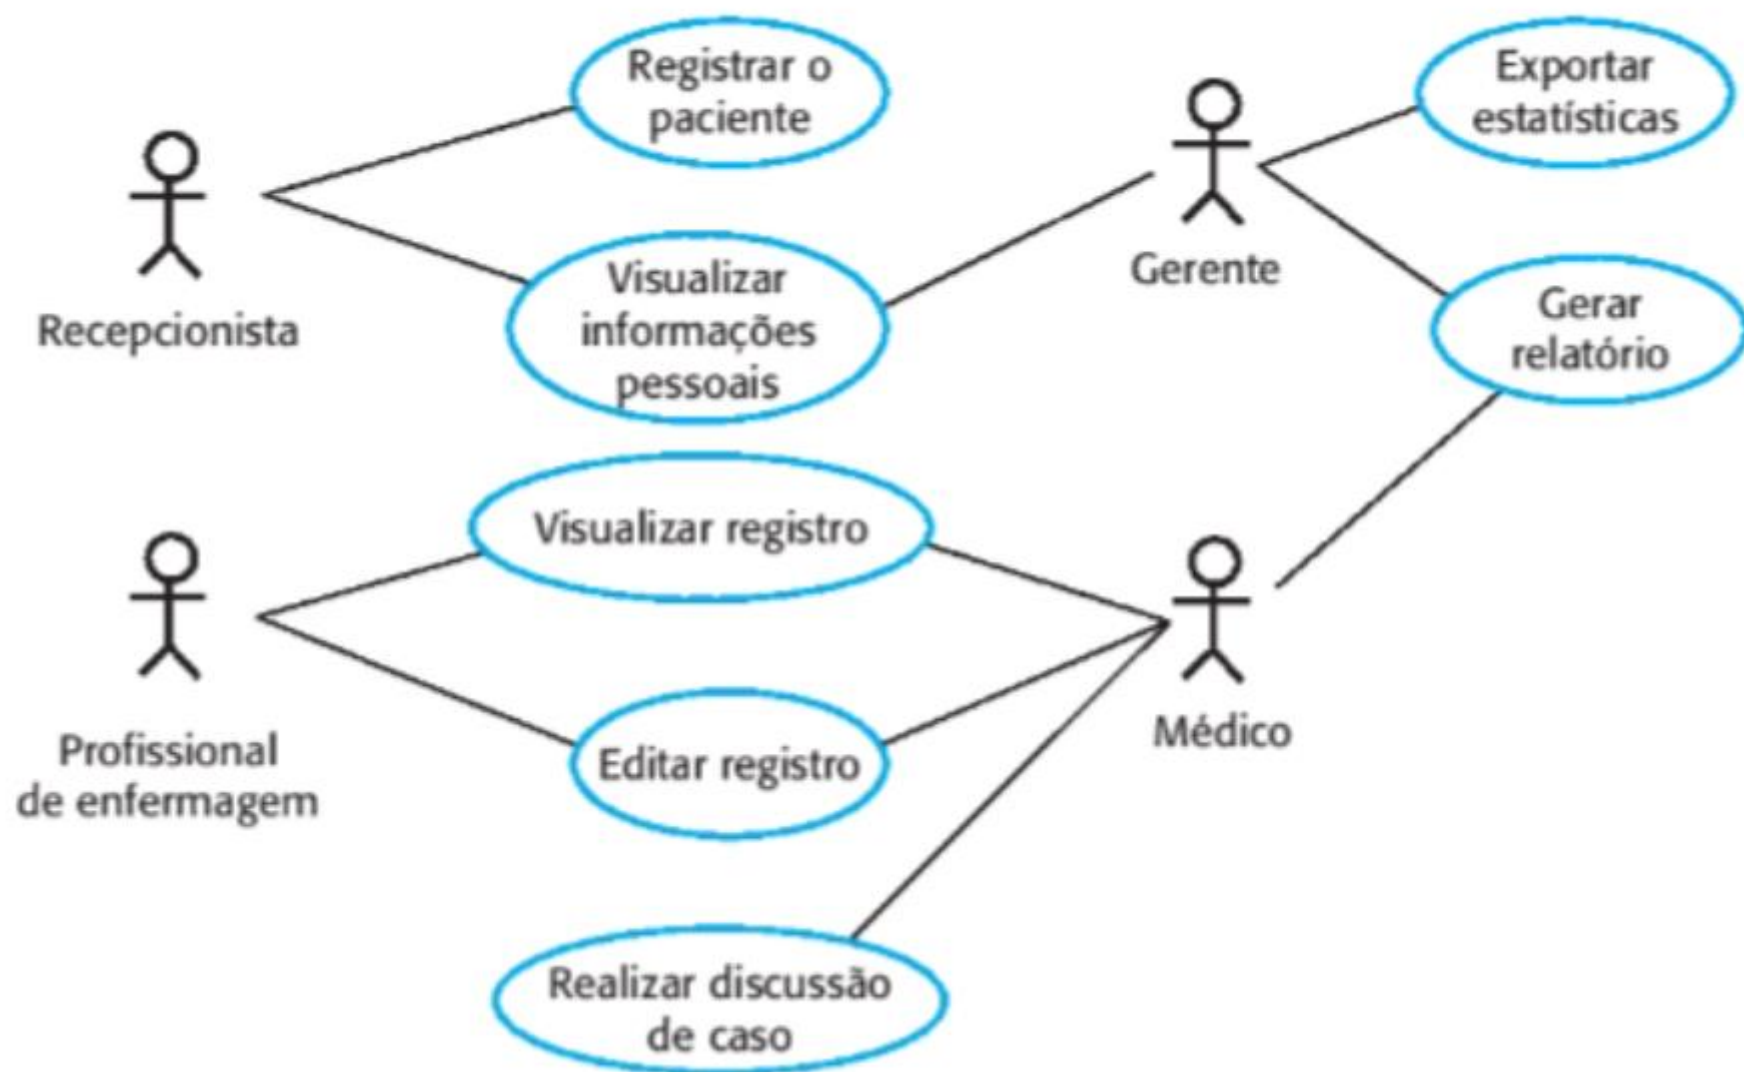 Registrar o
paciente
Exportar
estatísticas
Recepcionista
Visualizar
informações
pessoais
Gerente
Gerar
relatório
Visualizar registro
Profissional
de enfermagem
Editar registro
Médico
Realizar discussão
de caso